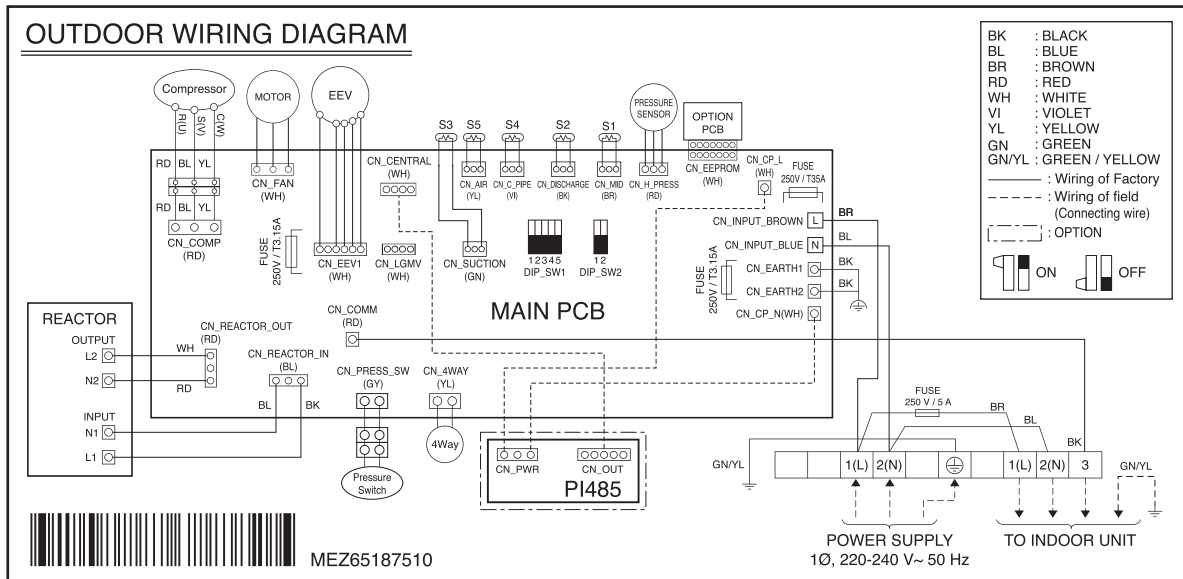 OUTDOOR WIRING DIAGRAM
BK : BLACK
BL : BLUE
BR : BROWN
RD : RED
WH : WHITE
VI : VIOLET
YL : YELLOW
GN : GREEN
GN/YL : GREEN / YELLOW
: Wiring of Factory
: Wiring of field
(Connecting wire)
: OPTION
ON
OFF
Compressor
R(U)
S(V)
C(W)
MOTOR
EEV
S3
S5
S4
S2
S1
PRESSURE
SENSOR
OPTION
PCB
RD BL YL
RD BL YL
CN_COMP
(RD)
CN_FAN
(WH)
FUSE
250V / T3.15A
CN_EEV1
(WH)
CN_CENTRAL
(WH)
CN_LGMV
(WH)
CN_AIR
(YL)
CN_C_PIPE
(VI)
CN_DISCHARGE
(BK)
CN_MID
(BR)
CN_H_PRESS
(RD)
CN_EEPROM
(WH)
CN_CP_L
(WH)
FUSE
250V / T35A
CN_SUCTION
(GN)
12345
DIP_SW1
12
DIP_SW2
CN_INPUT_BROWN L
BR
CN_INPUT_BLUE N
BL
FUSE
250V / T3.15A
CN_EARTH1
BK
CN_EARTH2
BK
CN_CP_N(WH)
MAIN PCB
CN_COMM
(RD)
REACTOR
OUTPUT
L2
N2
INPUT
N1
L1
WH
RD
BL
BK
CN_REACTOR_OUT
(RD)
CN_REACTOR_IN
(BL)
CN_PRESS_SW
(GY)
CN_4WAY
(YL)
4Way
Pressure
Switch
CN_PWR
CN_OUT
PI485
FUSE
250 V / 5 A
BR
BL
BK
GN/YL
1(L) 2(N) 1(L) 2(N) 3
GN/YL
POWER SUPPLY
1Ø, 220-240 V~ 50 Hz
TO INDOOR UNIT
MEZ65187510